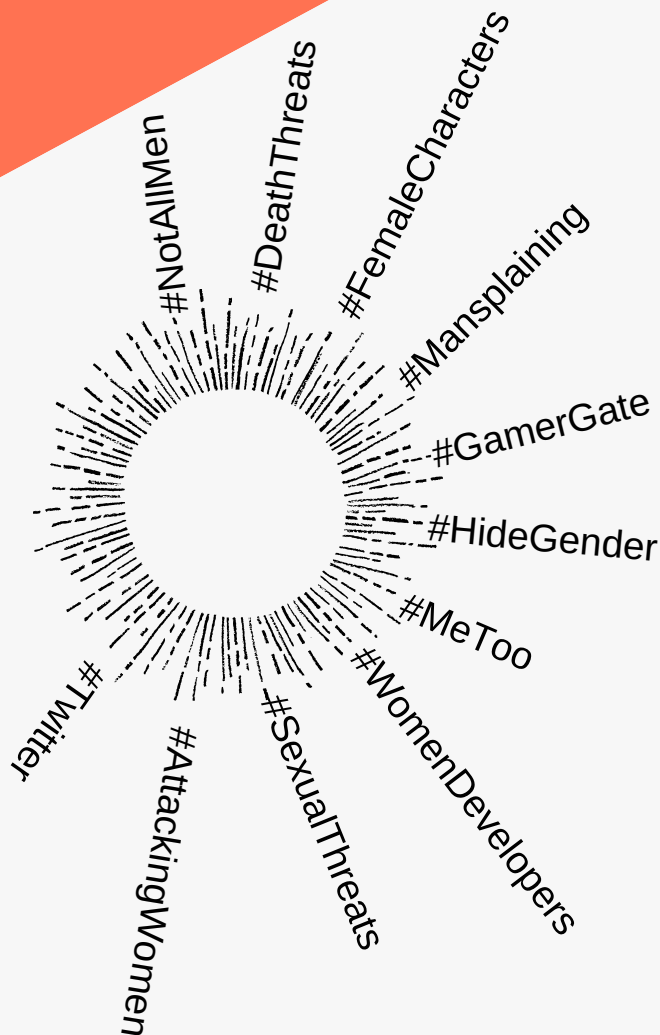 #NotAllMen
#DeathThreats
#FemaleCharacters
#Mansplaining
#GamerGate
#HideGender
#MeToo
#WomenDevelopers
#SexualThreats
#AttackingWomen
#Twitter